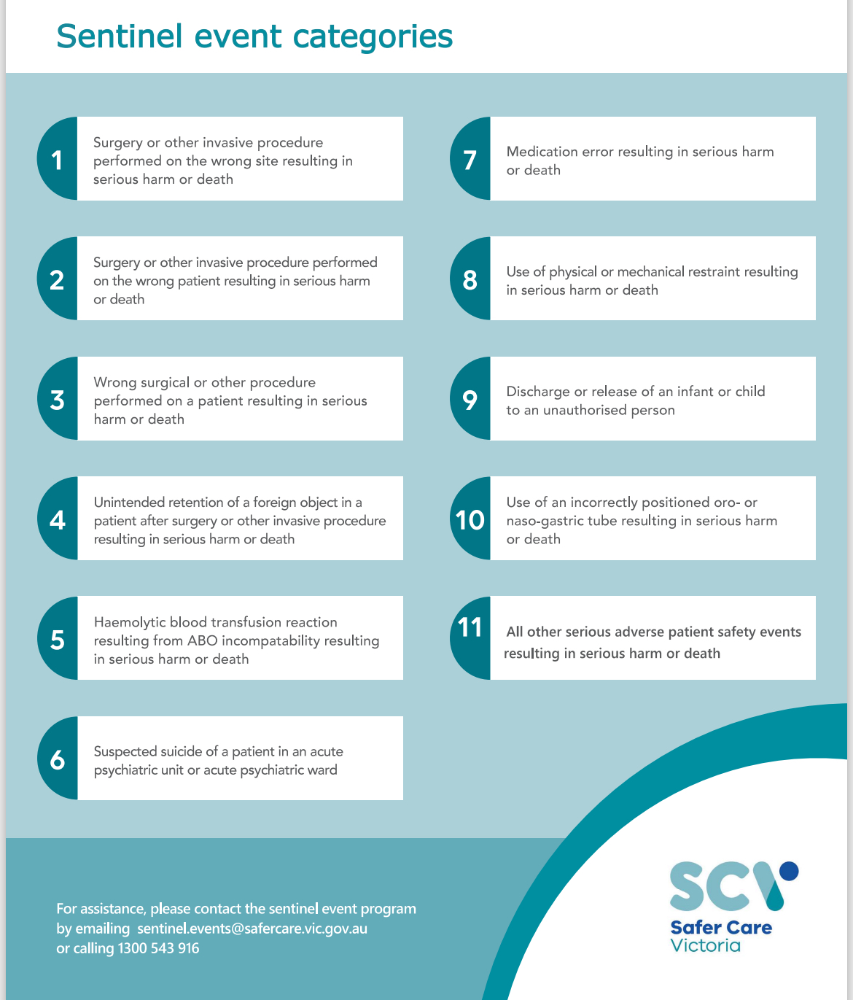 Sentinel event categories
1
Surgery or other invasive procedure
performed on the wrong site resulting in
serious harm or death
2
Surgery or other invasive procedure performed
on the wrong patient resulting in serious harm
or death
3
Wrong surgical or other procedure
performed on a patient resulting in serious
harm or death
4
Unintended retention of a foreign object in a
patient after surgery or other invasive procedure
resulting in serious harm or death
5
Haemolytic blood transfusion reaction
resulting from ABO incompatability resulting
in serious harm or death
6
Suspected suicide of a patient in an acute
psychiatric unit or acute psychiatric ward
7
Medication error resulting in serious harm
or death
8
Use of physical or mechanical restraint resulting
in serious harm or death
9
Discharge or release of an infant or child
to an unauthorised person
10
Use of an incorrectly positioned oro- or
naso-gastric tube resulting in serious harm
or death
11
All other serious adverse patient safety events
resulting in serious harm or death
For assistance, please contact the sentinel event program
by emailing sentinel.events@safercare.vic.gov.au
or calling 1300 543 916
SCV
Safer Care
Victoria